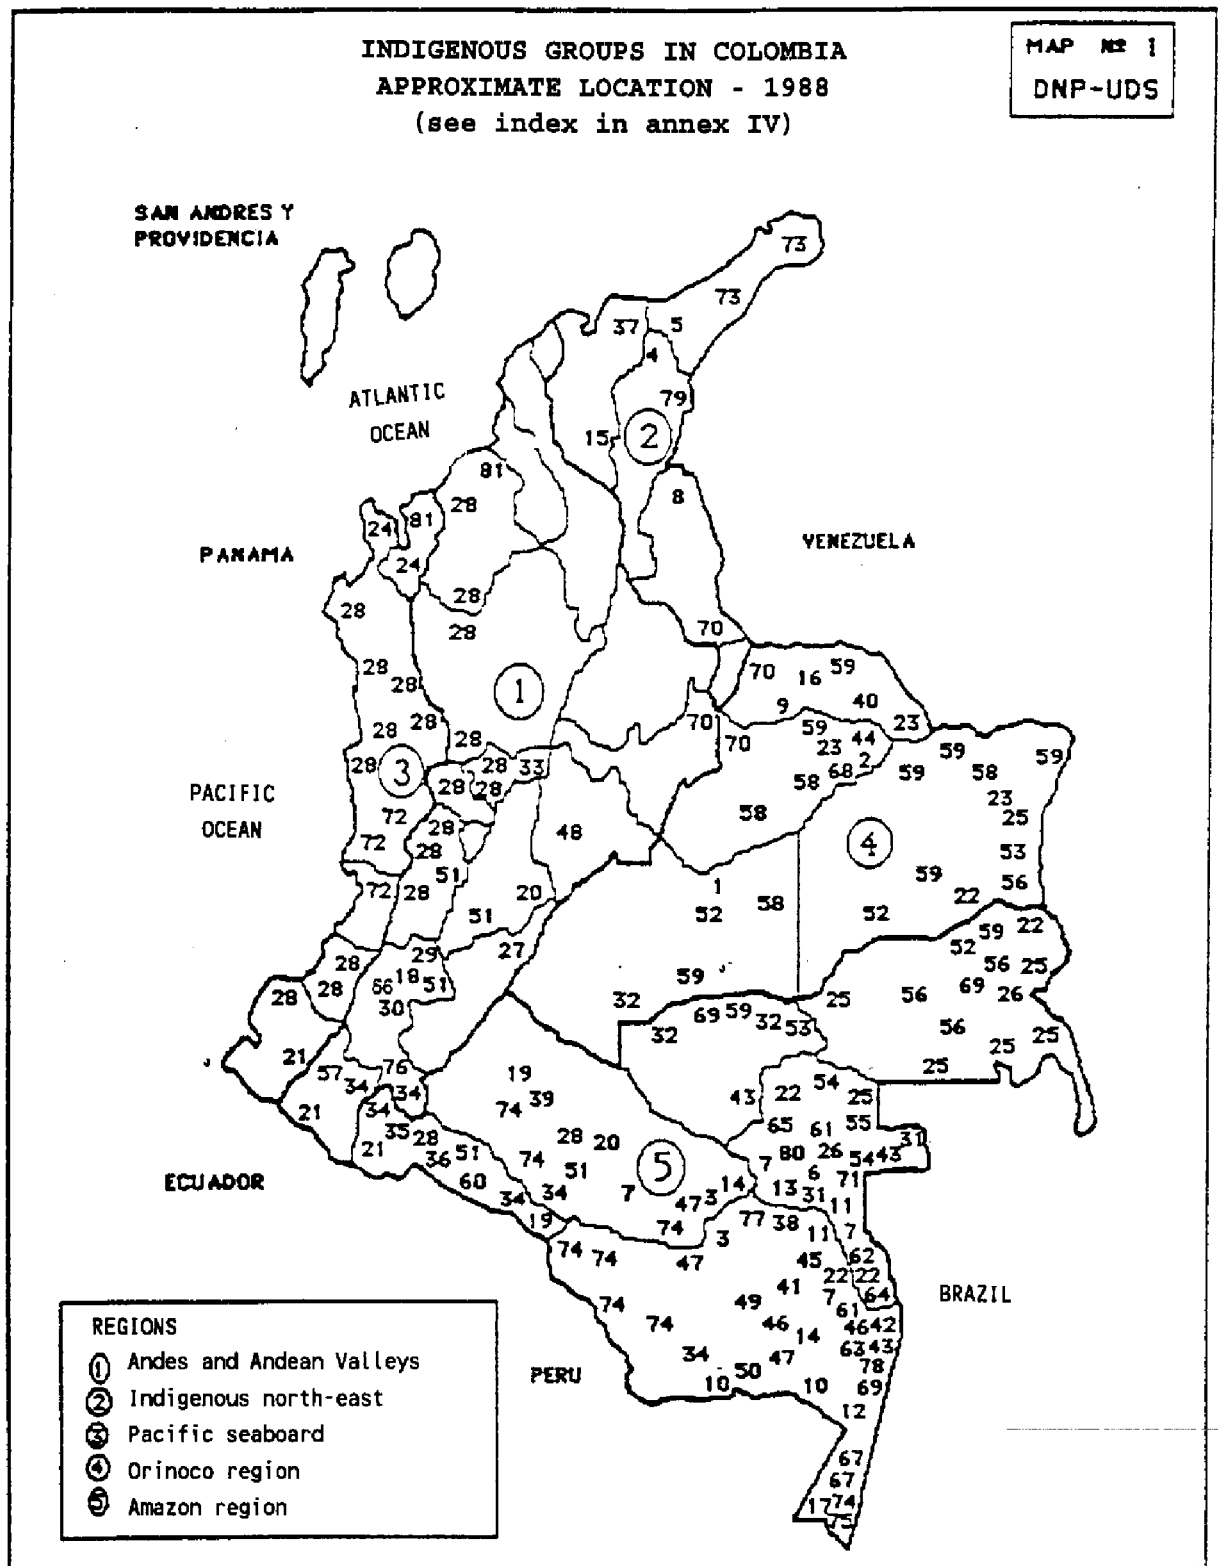 INDIGENOUS GROUPS IN COLOMBIA
APPROXIMATE LOCATION - 1988
(see index in annex IV)
MAP Nº 1
DNP-UDS
SAN ANDRES Y
PROVIDENCIA
73
73
37 5
4
ATLANTIC
OCEAN
79
15 2
81
28 8
24 81
PANAMA
VENEZUELA
24
28 28
28 70
28 70 16 59
28 1 9 40
28 28 70 59 23
28 70 23 44 59 59
28 3 28 33 68 2 59 58
28 28 58 23
PACIFIC
OCEAN
72 28 48 58 25
72 28 4 53
51 1 59 56
72 28 20 58 22
51 52 52 22
29 27 59
28 18 52 56 25
28 66 51 59 69
28 30 32 25 56 26
32 69 59 32 53 56 25
21 25 25
57 76 19 54
34 34 39 43 22 25
21 34 74 65 61 55
35 28 28 20 80 26 31
21 36 51 74 51 5 7 54 43
ECUADOR
60 34 7 14 6 71
34 47 3 13 31 11
19 74 77 38 11 7
74 74 47 3 45 62
41 22 22
BRAZIL
74 49 7 64
74 46 61
14 46 42
34 47 63 43
PERU
50 78
10 10 69
12
67
67
17 74
75
REGIONS
1 Andes and Andean Valleys
2 Indigenous north-east
3 Pacific seaboard
4 Orinoco region
5 Amazon region